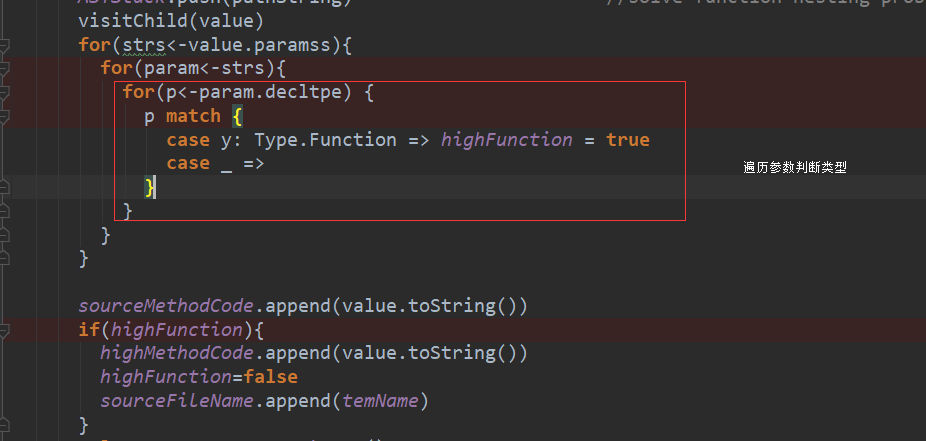 ASTStack.push(pathString) //solve function nesting prob
visitChild(value)
for(strs<-value.paramss){
for(param<-strs){
for(p<-param.decltpe) {
p match {
case y: Type.Function => highFunction = true
case _ =>
遍历参数判断类型
}
}
}
}
sourceMethodCode.append(value.toString())
if(highFunction){
highMethodCode.append(value.toString())
highFunction=false
sourceFileName.append(temName)
}